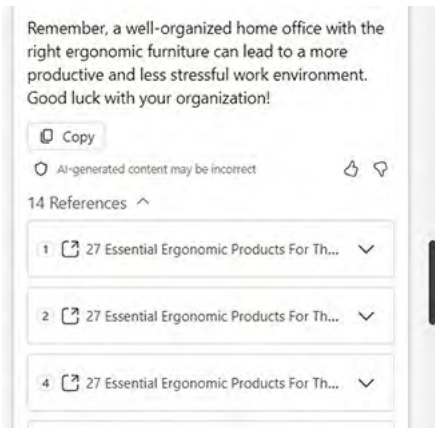 Remember, a well-organized home office with the
right ergonomic furniture can lead to a more
productive and less stressful work environment.
Good luck with your organization!
Copy
AI-generated content may be incorrect
14 References
1 27 Essential Ergonomic Products For Th...
2 27 Essential Ergonomic Products For Th...
4 27 Essential Ergonomic Products For Th...